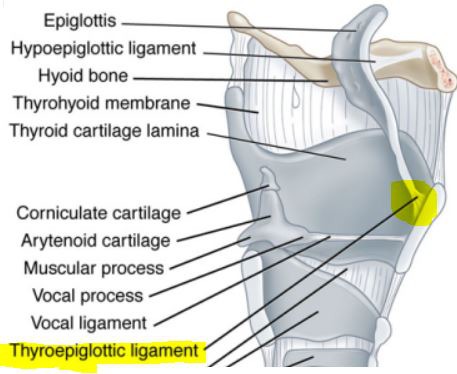 Epiglottis
Hypoepiglottic ligament
Hyoid bone
Thyrohyoid membrane
Thyroid cartilage lamina
Corniculate cartilage
Arytenoid cartilage
Muscular process
Vocal process
Vocal ligament
Thyroepiglottic ligament